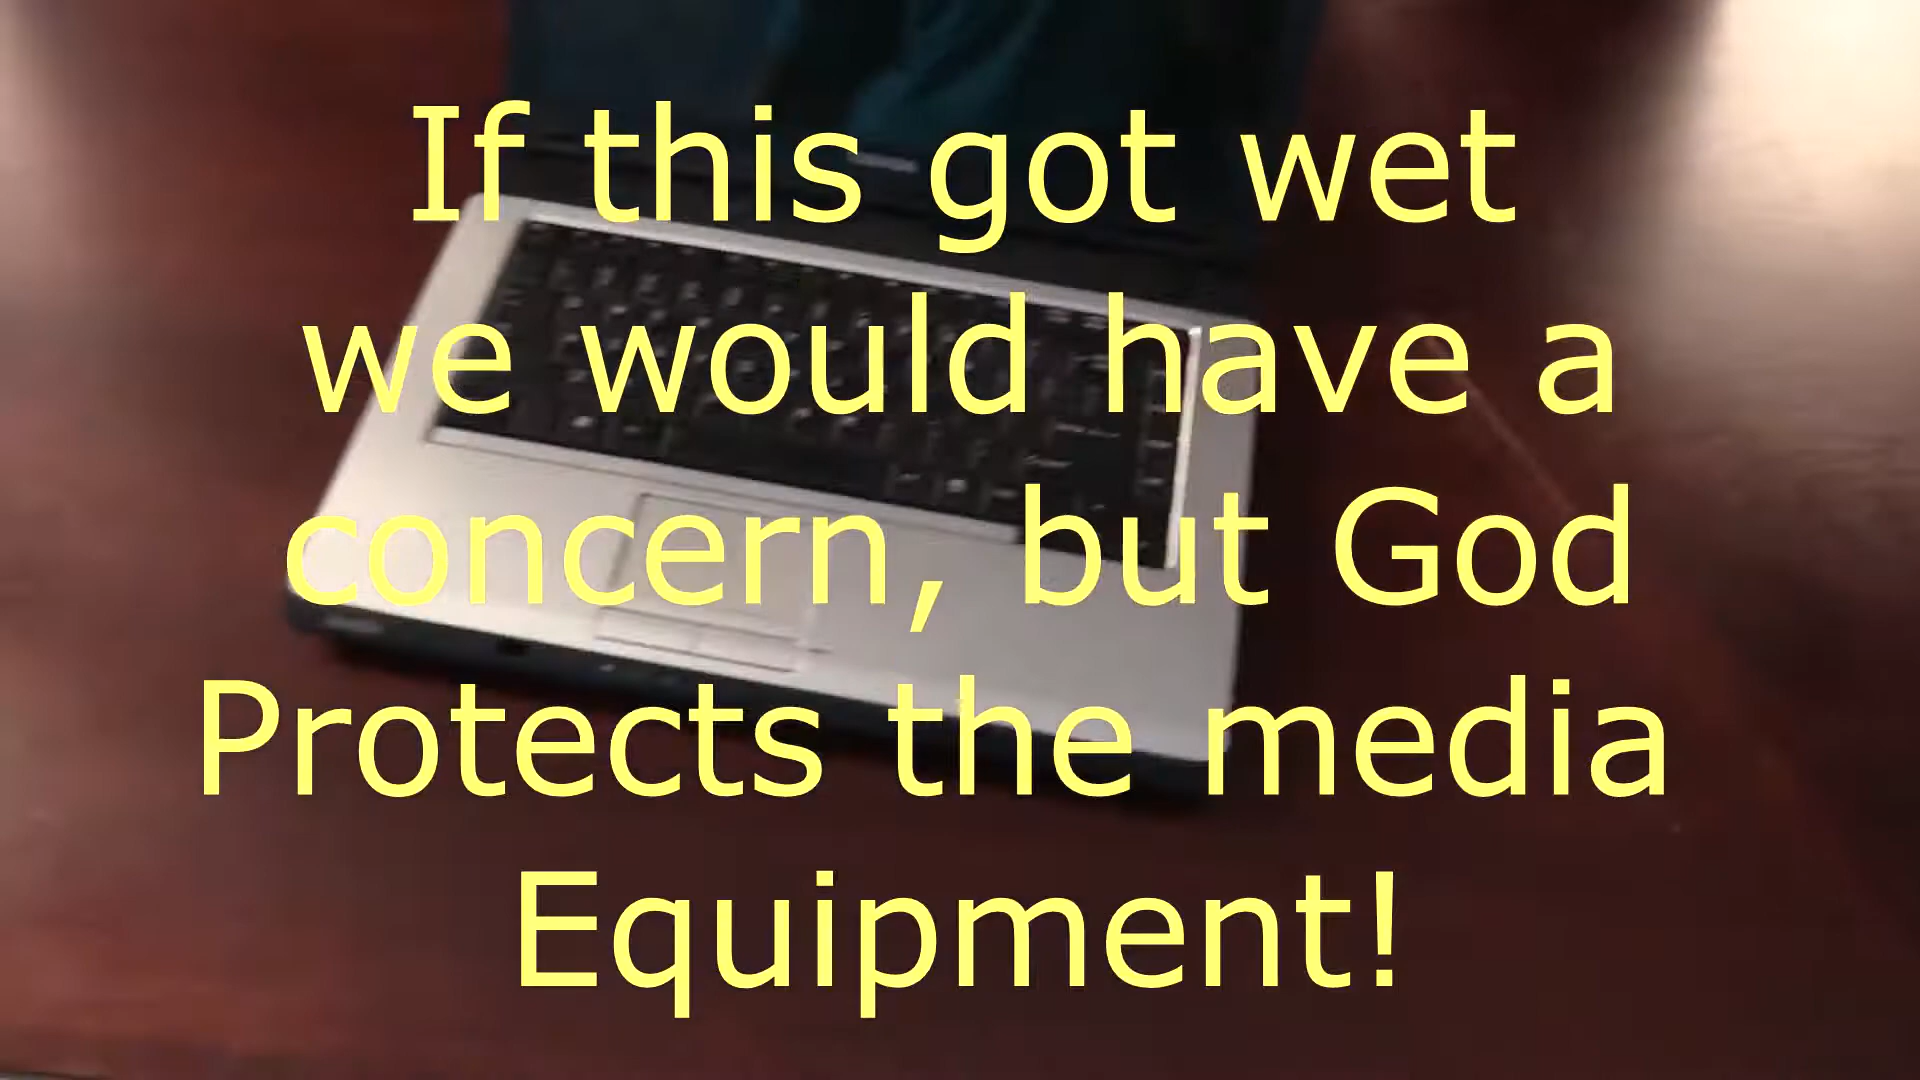 If this got wet
we would have a
concern, but God
Protects the media
Equipment!